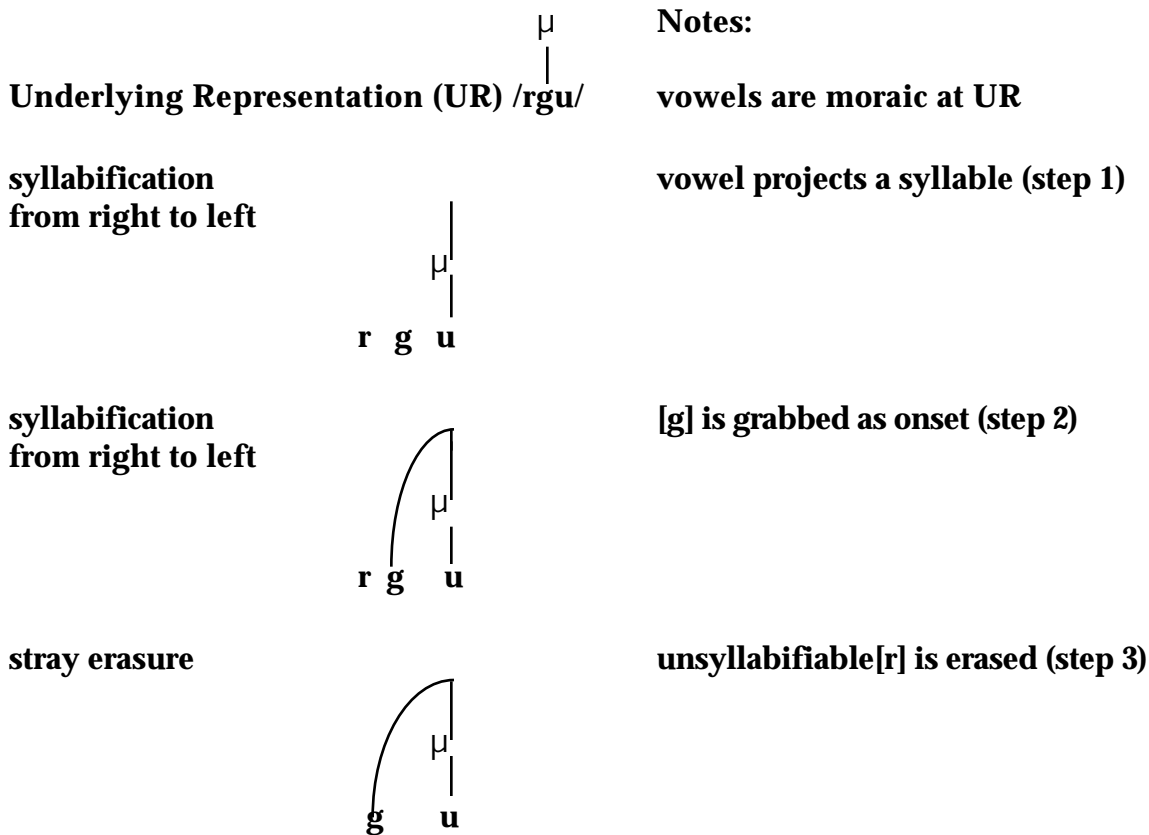 μ Notes:
Underlying Representation (UR) /rgu/ vowels are moraic at UR
syllabification vowel projects a syllable (step 1)
from right to left
μ
r g u
syllabification [g] is grabbed as onset (step 2)
from right to left
μ
r g u
stray erasure unsyllabifiable[r] is erased (step 3)
μ
g u